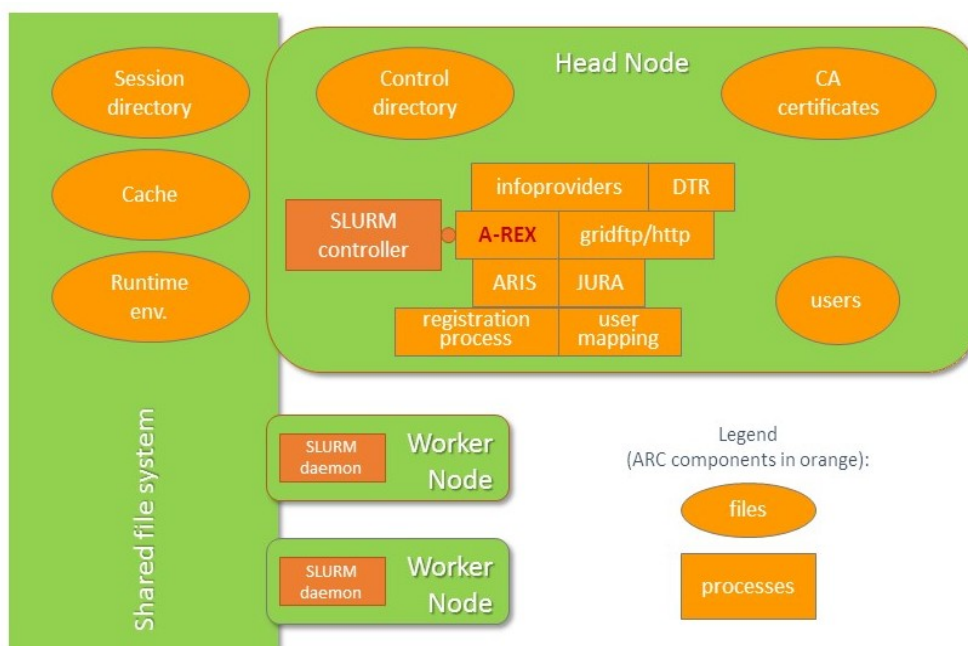 Session
directory
Cache
Runtime
env.
Shared file system
Head Node
Control
directory
CA
certificates
infoproviders
DTR
SLURM
controller
A-REX
gridftp/http
ARIS
JURA
registration
process
user
mapping
users
SLURM
daemon
Worker
Node
SLURM
daemon
Worker
Node
Legend
(ARC components in orange):
files
processes